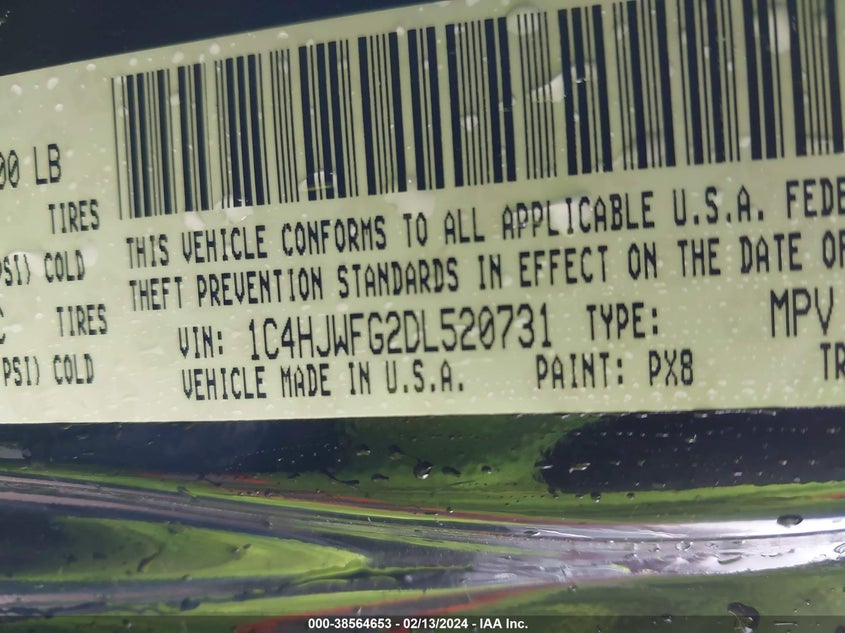 00 LB
TIRES
PSI) COLD
TIRES
PSI) COLD
THIS VEHICLE CONFORMS TO ALL APPLICABLE U.S.A. FEDE
THEFT PREVENTION STANDARDS IN EFFECT ON THE DATE OF
VIN: 1C4HJWFG2DL520731 TYPE: MPV
VEHICLE MADE IN U.S.A. PAINT: PX8 TR
000-38564653 - 02/13/2024 - IAA Inc.